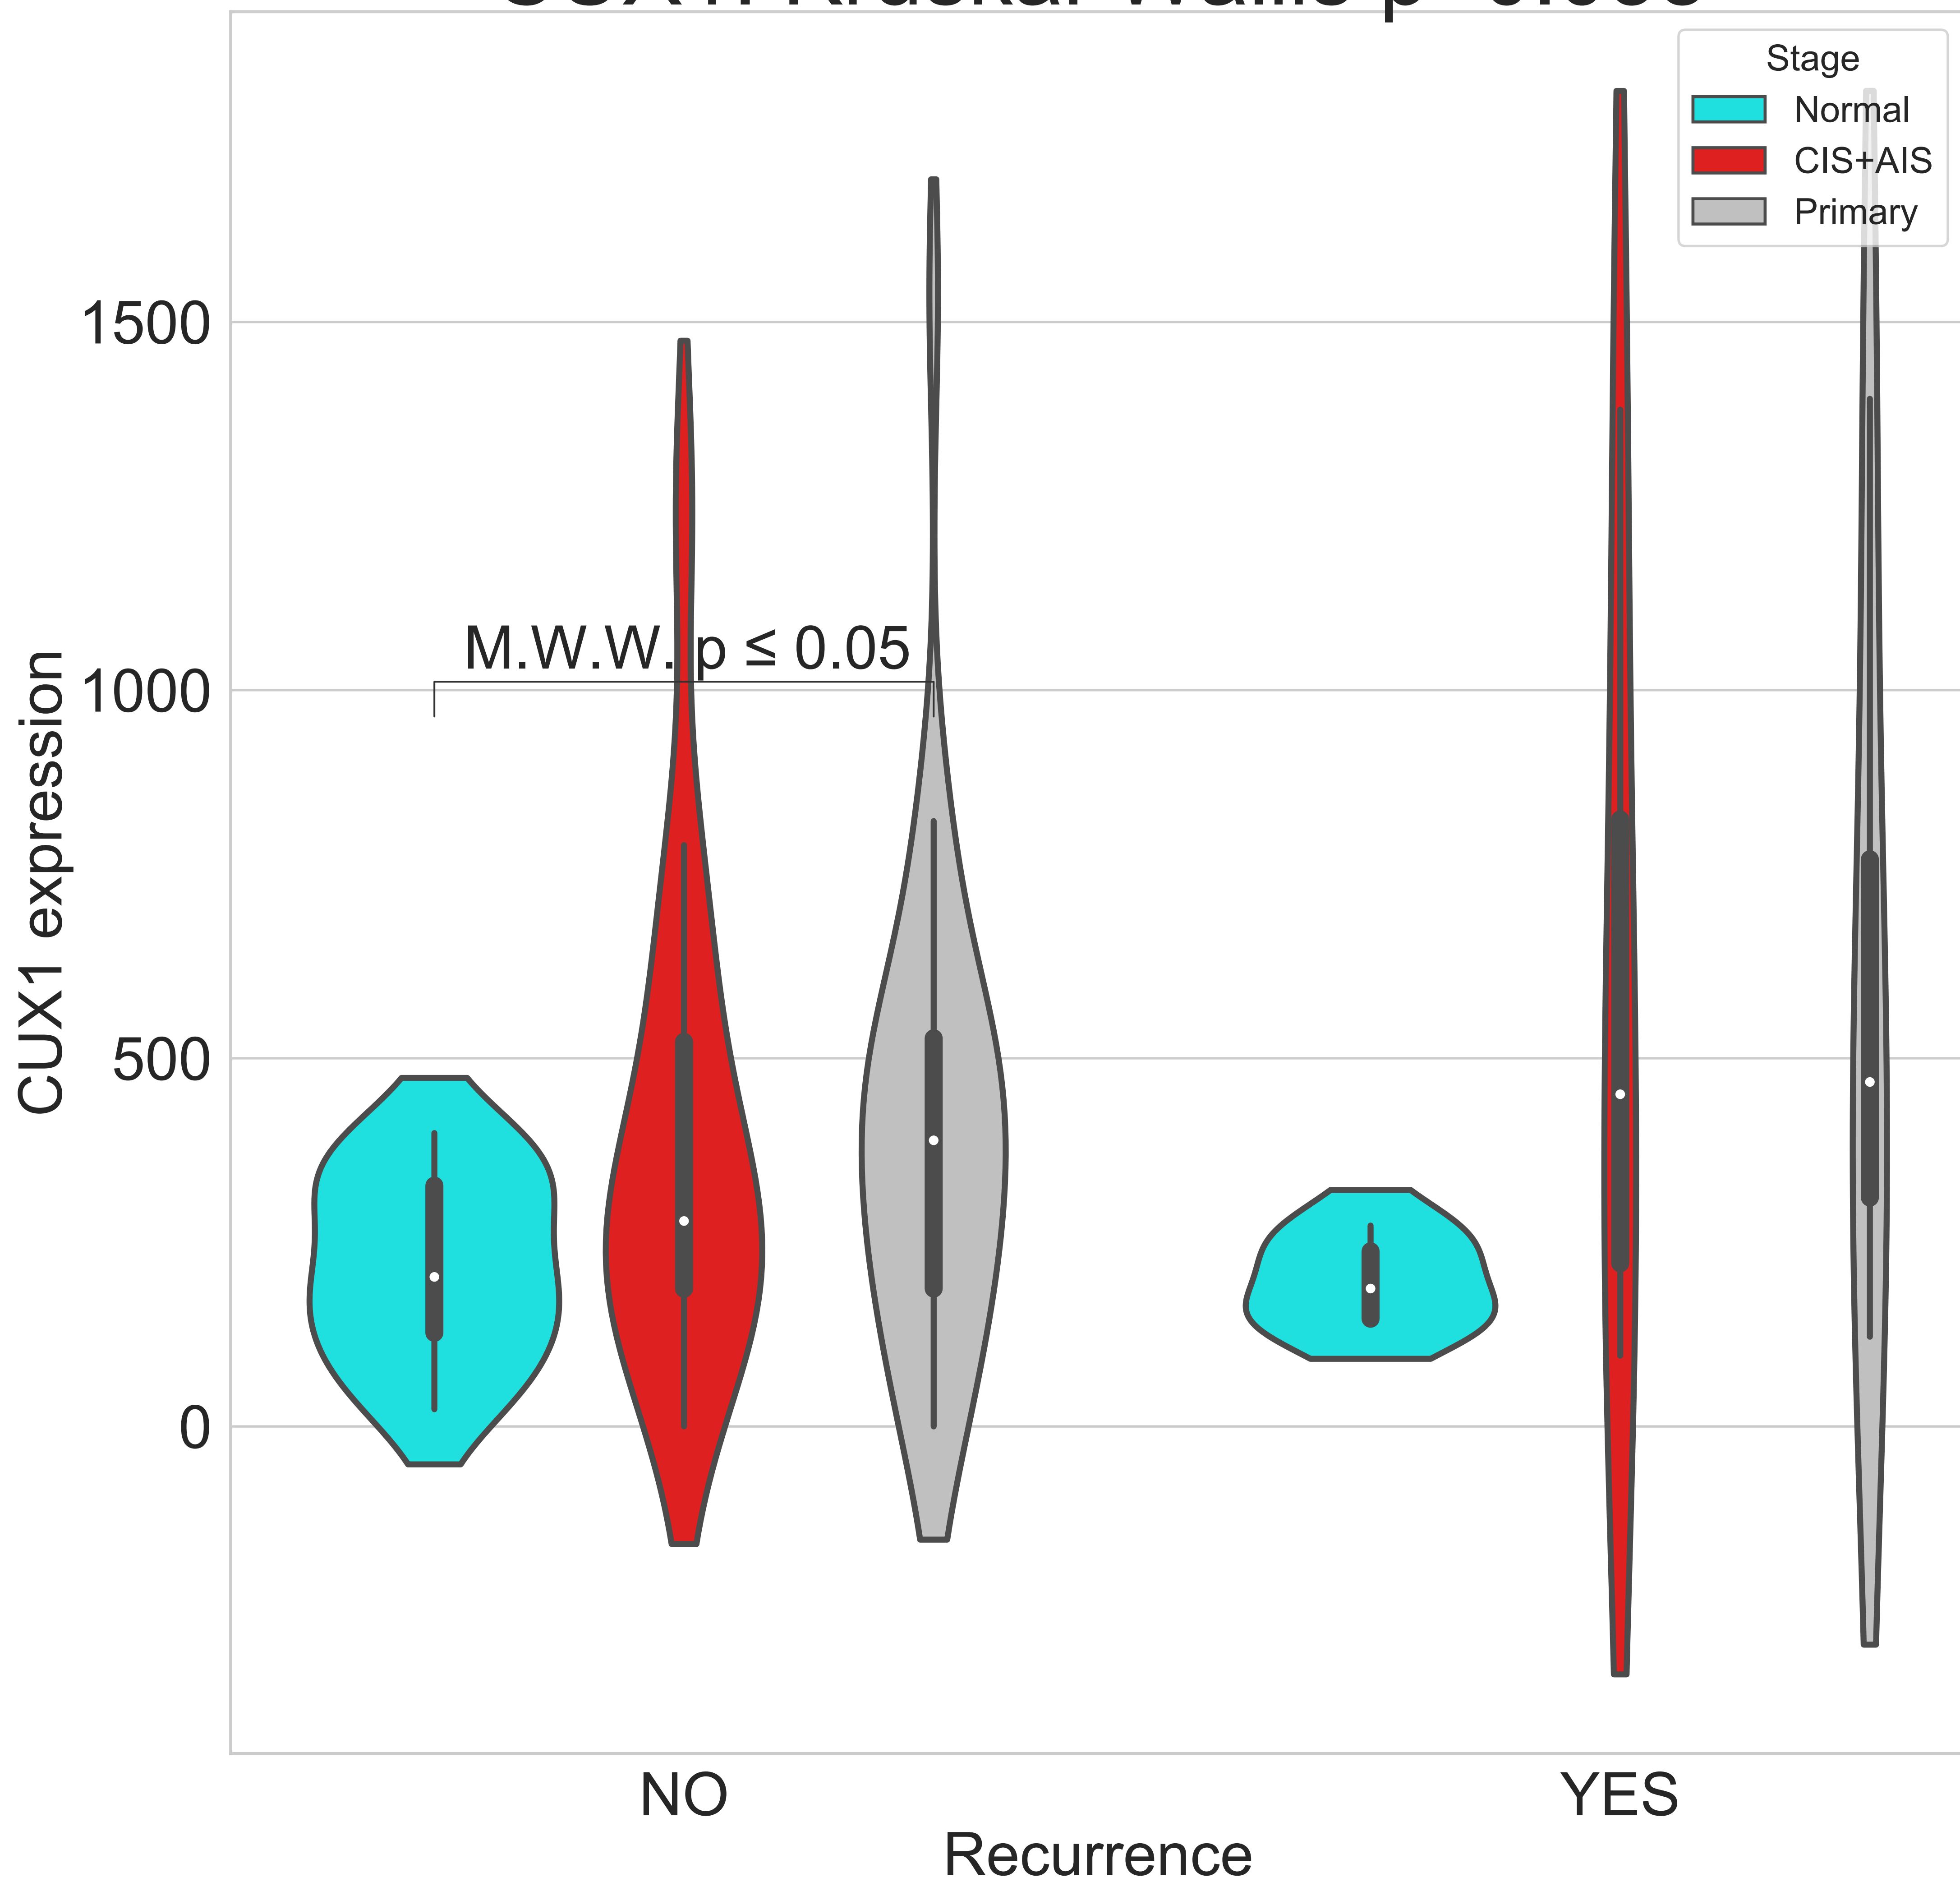 Stage
Normal
CIS+AIS
Primary
1500
1000
500
0
CUX1 expression
M.W.W. p ≤ 0.05
NO
YES
Recurrence